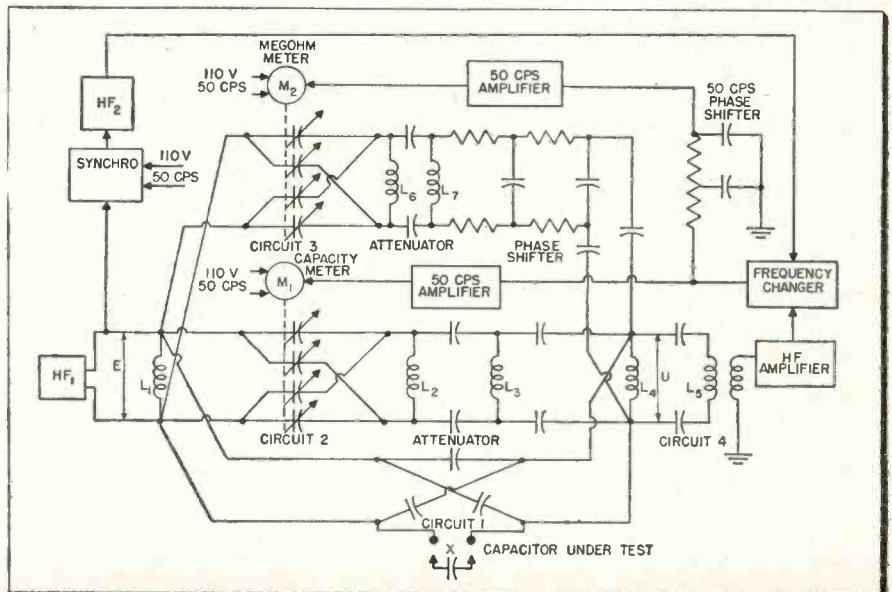 MEGOHM
METER
110 V
50 CPS
M2
50 CPS
AMPLIFIER
50 CPS
PHASE
SHIFTER
HF2
SYNCHRO
110 V
50 CPS
L6
L7
CIRCUIT 3
ATTENUATOR
PHASE
SHIFTER
CAPACITY
METER
110 V
50 CPS
M1
50 CPS
AMPLIFIER
FREQUENCY
CHANGER
HF1
E
L1
L2
L3
L4
U
L5
HF
AMPLIFIER
CIRCUIT 2
ATTENUATOR
CIRCUIT 4
CIRCUIT 1
X
CAPACITOR UNDER TEST